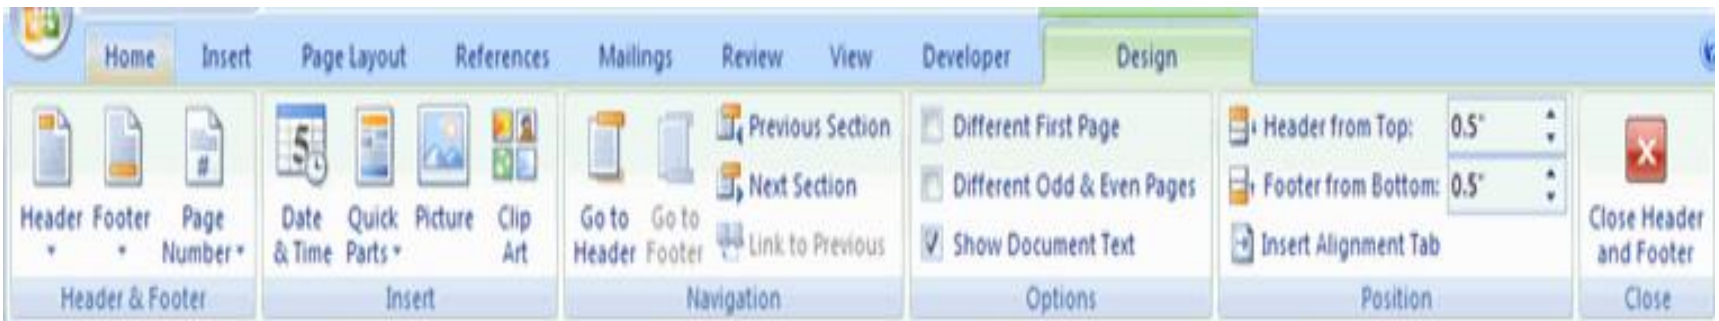 Home Insert Page Layout References Mailings Review View Developer Design
Header
Footer
Page
Number
Header & Footer
5
Date
& Time
Quick
Parts
Picture
Clip
Art
Insert
Go to
Header
Go to
Footer
Previous Section
Next Section
Link to Previous
Navigation
Different First Page
Different Odd & Even Pages
Show Document Text
Options
Header from Top: 0.5"
Footer from Bottom: 0.5"
Insert Alignment Tab
Position
Close Header
and Footer
Close